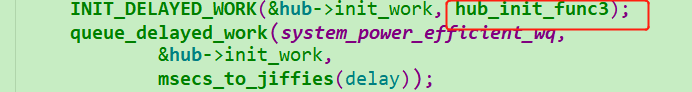 INIT_DELAYED_WORK(&hub->init_work, hub_init_func3);
queue_delayed_work(system_power_efficient_wq,
&hub->init_work,
msecs_to_jiffies(delay));